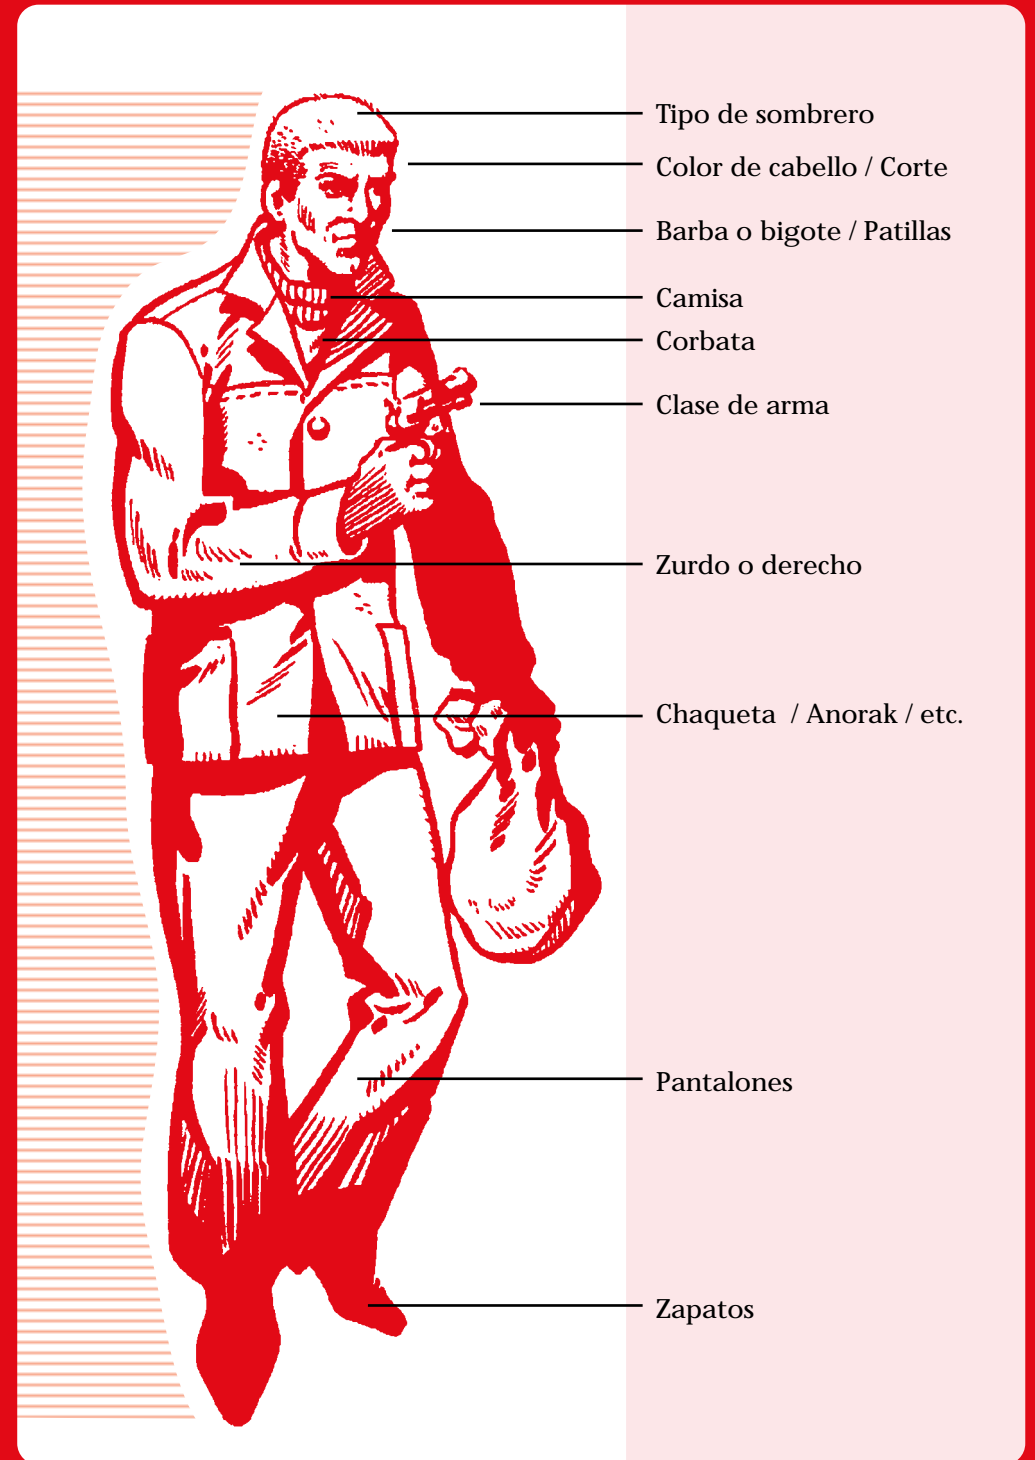 Tipo de sombrero
Color de cabello / Corte
Barba o bigote / Patillas
Camisa
Corbata
Clase de arma
Zurdo o derecho
Chaqueta / Anorak / etc.
Pantalones
Zapatos